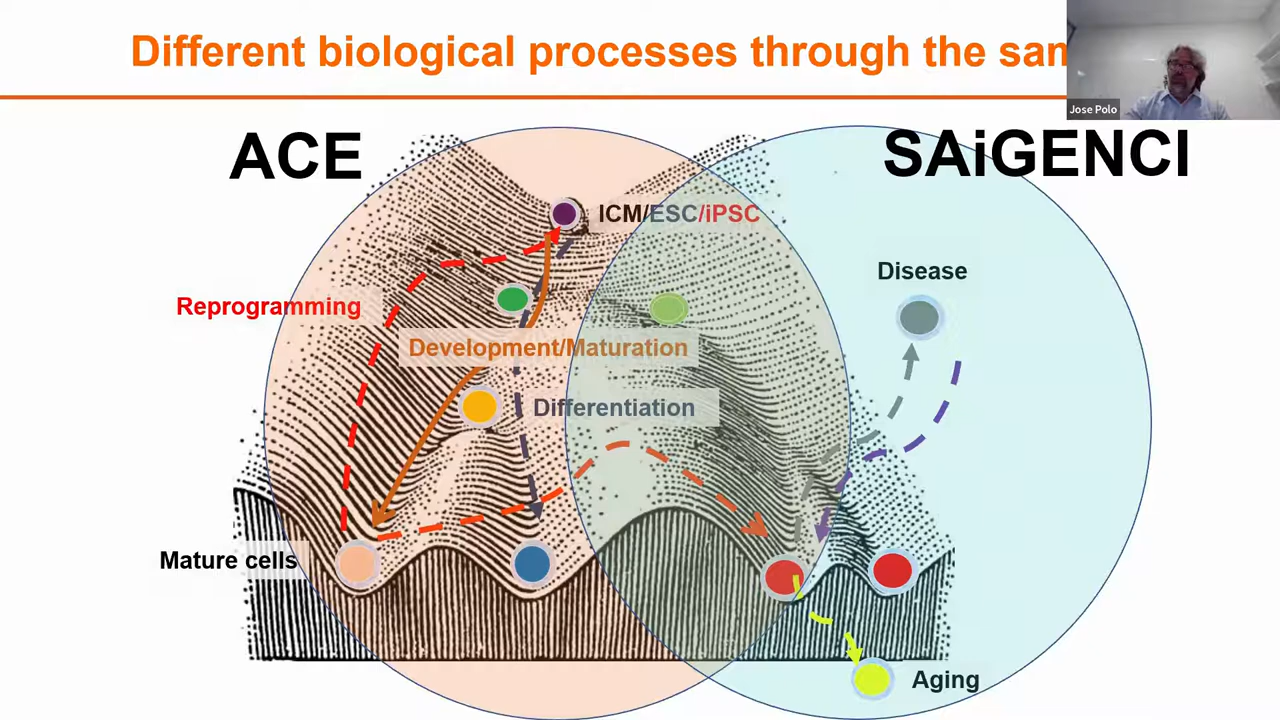 Different biological processes through the
Jose Polo
ACE
SAiGENCI
ICM/ESC/iPSC
Disease
Reprogramming
Development/Maturation
Differentiation
Mature cells
Aging